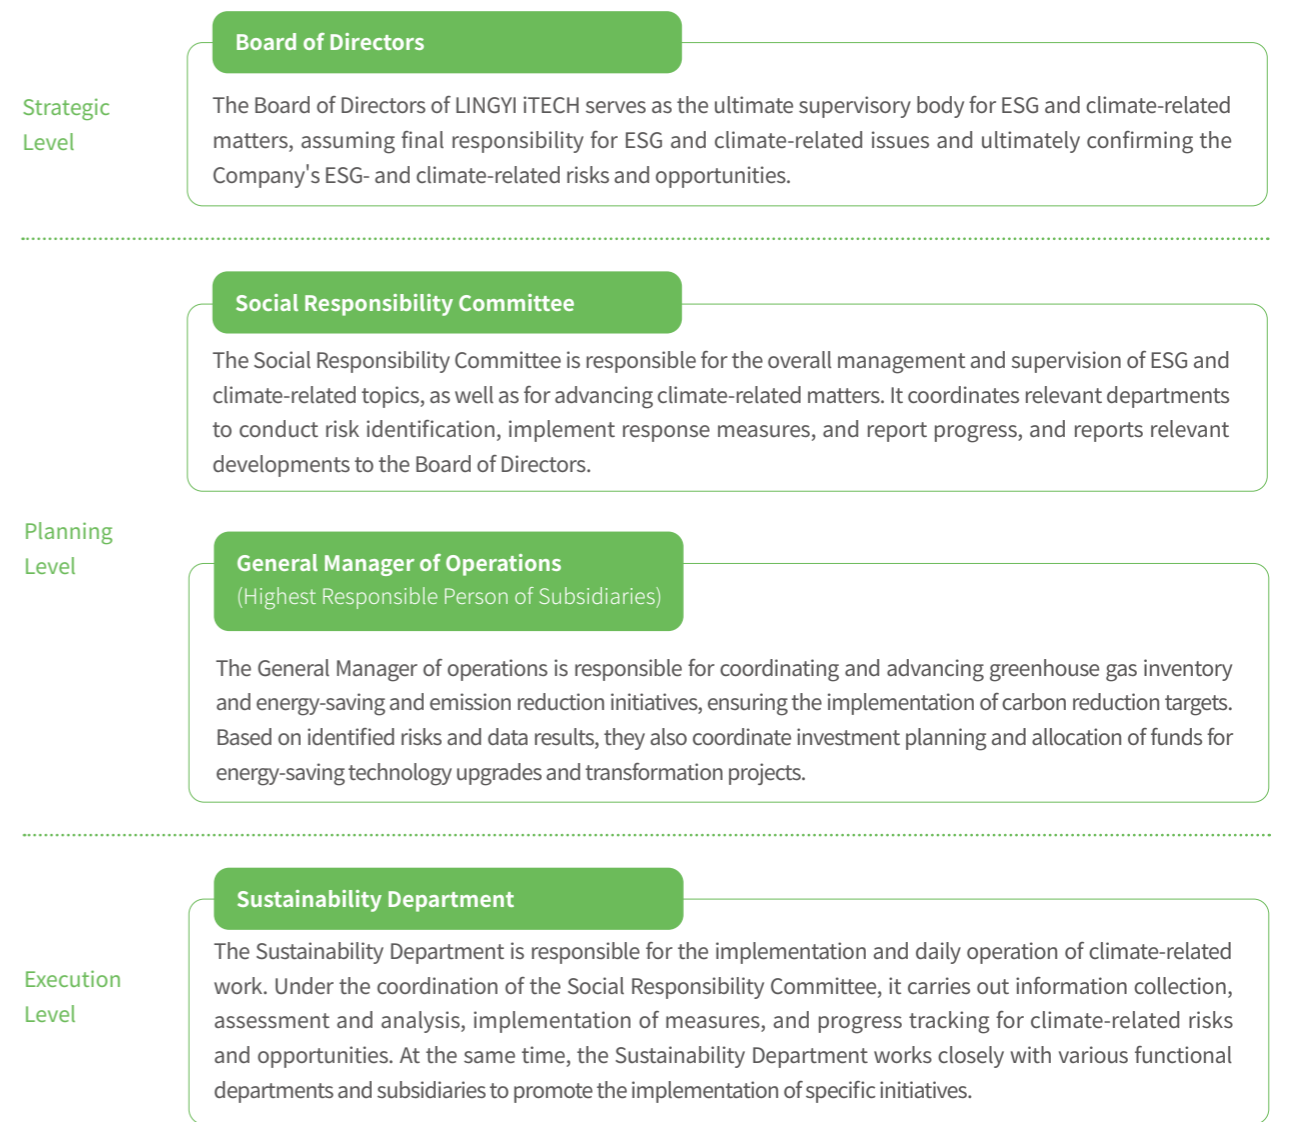 Board of Directors
Strategic
Level
The Board of Directors of LINGYI iTECH serves as the ultimate supervisory body for ESG and climate-related
matters, assuming final responsibility for ESG and climate-related issues and ultimately confirming the
Company's ESG- and climate-related risks and opportunities.
Social Responsibility Committee
The Social Responsibility Committee is responsible for the overall management and supervision of ESG and
climate-related topics, as well as for advancing climate-related matters. It coordinates relevant departments
to conduct risk identification, implement response measures, and report progress, and reports relevant
developments to the Board of Directors.
Planning
Level
General Manager of Operations
(Highest Responsible Person of Subsidiaries)
The General Manager of operations is responsible for coordinating and advancing greenhouse gas inventory
and energy-saving and emission reduction initiatives, ensuring the implementation of carbon reduction targets.
Based on identified risks and data results, they also coordinate investment planning and allocation of funds for
energy-saving technology upgrades and transformation projects.
Sustainability Department
Execution
Level
The Sustainability Department is responsible for the implementation and daily operation of climate-related
work. Under the coordination of the Social Responsibility Committee, it carries out information collection,
assessment and analysis, implementation of measures, and progress tracking for climate-related risks
and opportunities. At the same time, the Sustainability Department works closely with various functional
departments and subsidiaries to promote the implementation of specific initiatives.